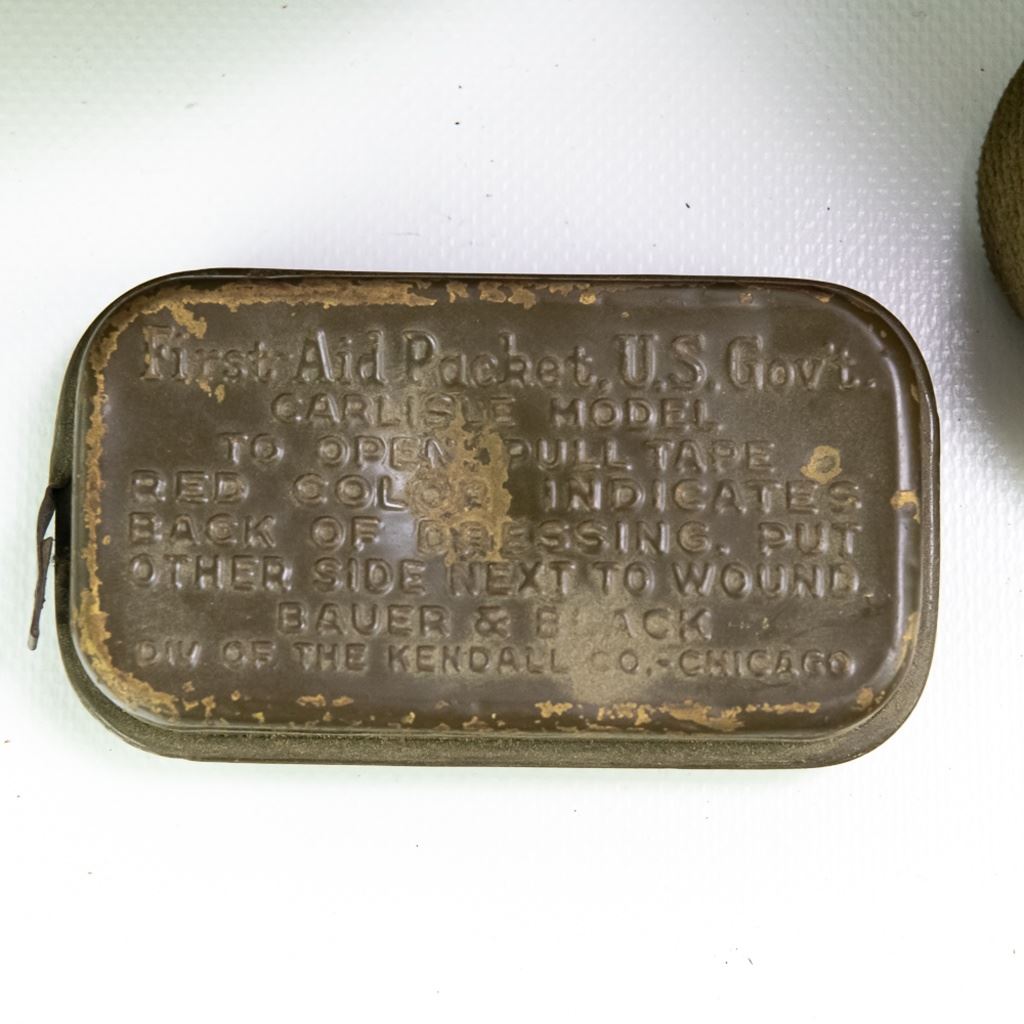 First Aid Packet, U.S. Gov't.
CARLISLE MODEL
TO OPEN PULL TAPE
RED COLOR INDICATES
BACK OF DRESSING. PUT
OTHER SIDE NEXT TO WOUND.
BAUER & BLACK
DIV OF THE KENDALL CO.-CHICAGO